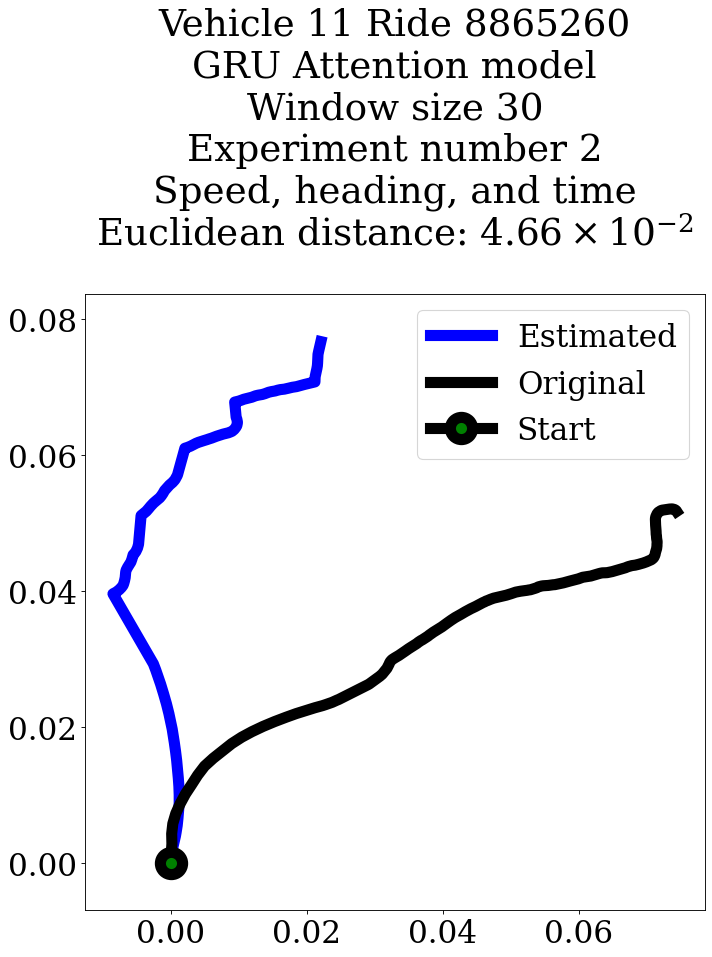 Vehicle 11 Ride 8865260
GRU Attention model
Window size 30
Experiment number 2
Speed, heading, and time
Euclidean distance: 4.66 × 10⁻²
0.08
Estimated
Original
Start
0.06
0.04
0.02
0.00
0.00 0.02 0.04 0.06